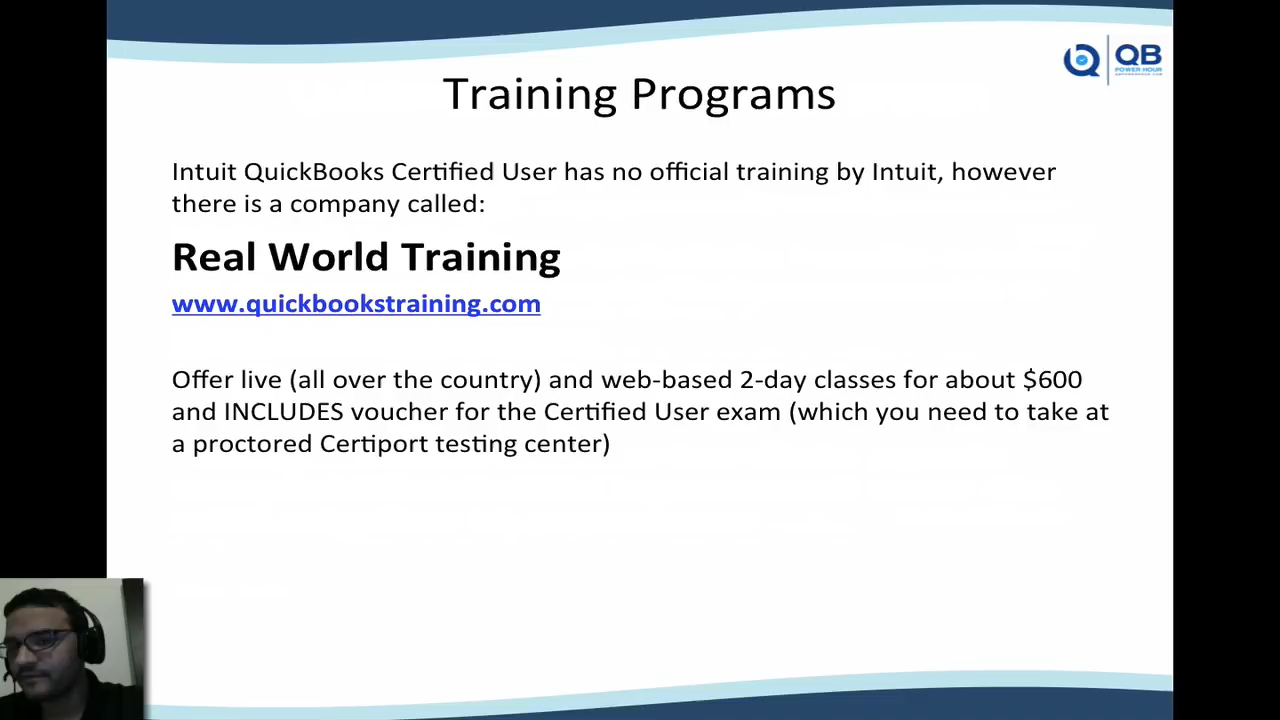 QB
POWER HOUR
Training Programs
Intuit QuickBooks Certified User has no official training by Intuit, however
there is a company called:
Real World Training
www.quickbookstraining.com
Offer live (all over the country) and web-based 2-day classes for about $600
and INCLUDES voucher for the Certified User exam (which you need to take at
a proctored Certiport testing center)